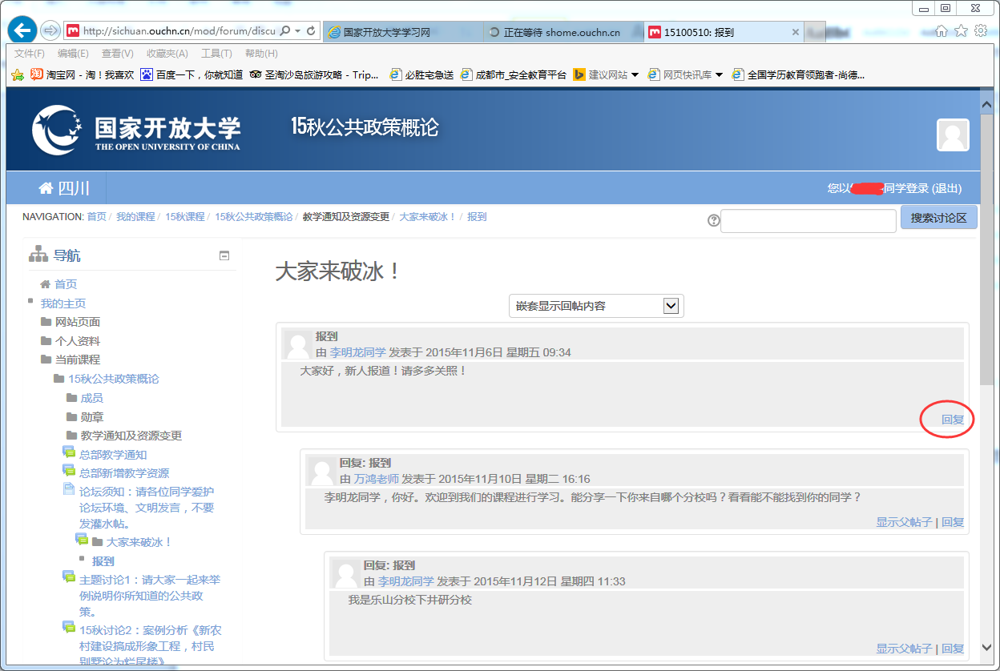 http://sichuan.ouchn.cn/mod/forum/discu
国家开放大学学习网
正在等待 shome.ouchn.cn
15100510: 报到
文件(F) 编辑(E) 查看(V) 收藏夹(A) 工具(T) 帮助(H)
淘宝网 - 淘！我喜欢 百度一下，你就知道 圣淘沙岛旅游攻略 - Trip... 必胜宅急送 成都市_安全教育平台 建议网站 网页快讯库 全国学历教育领跑者-尚德...
国家开放大学
THE OPEN UNIVERSITY OF CHINA
15秋公共政策概论
四川
您以 同学登录 (退出)
NAVIGATION: 首页 / 我的课程 / 15秋课程 / 15秋公共政策概论 / 教学通知及资源变更 / 大家来破冰！ / 报到
搜索讨论区
导航
首页
我的主页
网站页面
个人资料
当前课程
15秋公共政策概论
成员
勋章
教学通知及资源变更
总部教学通知
总部新增教学资源
论坛须知：请各位同学爱护
论坛环境、文明发言，不要
发灌水帖。
大家来破冰！
报到
主题讨论1：请大家一起来举
例说明你所知道的公共政
策。
15秋讨论2：案例分析《新农
村建设搞成形象工程，村民
别墅沦为烂尾楼》
大家来破冰！
嵌套显示回帖内容
报到
由 李明龙同学 发表于 2015年11月6日 星期五 09:34
大家好，新人报道！请多多关照！
回复
回复: 报到
由 万鸿老师 发表于 2015年11月10日 星期二 16:16
李明龙同学，你好。欢迎到我们的课程进行学习。能分享一下你来自哪个分校吗？看看能不能找到你的同学？
显示父帖子 | 回复
回复: 报到
由 李明龙同学 发表于 2015年11月12日 星期四 11:33
我是乐山分校下井研分校
显示父帖子 | 回复